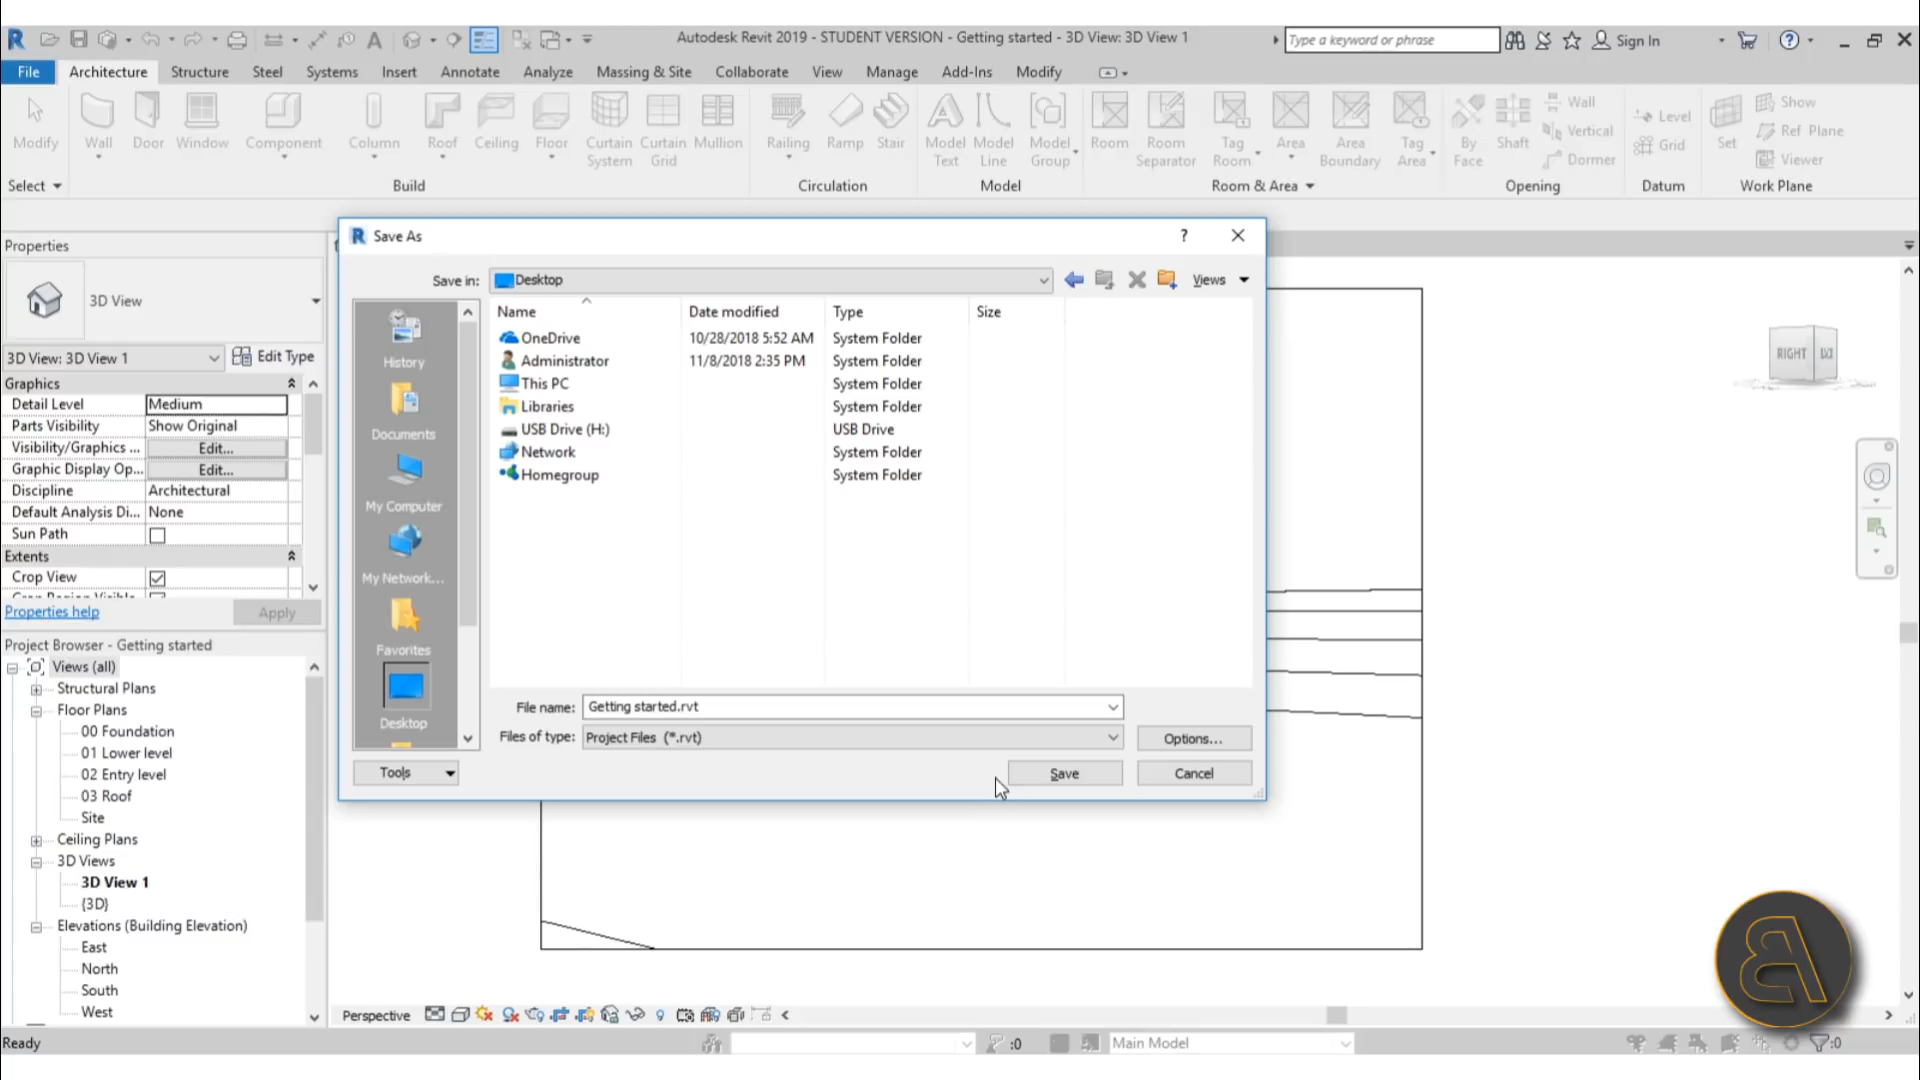 Autodesk Revit 2019 - STUDENT VERSION - Getting started - 3D View: 3D View 1
Type a keyword or phrase
Sign In
File Architecture Structure Steel Systems Insert Annotate Analyze Massing & Site Collaborate View Manage Add-Ins Modify
Modify
Wall
Door
Window
Component
Column
Roof
Ceiling
Floor
Curtain System
Curtain Grid
Mullion
Railing
Ramp
Stair
Model Text
Model Line
Model Group
Room
Room Separator
Tag Room
Area
Area Boundary
Tag Area
By Face
Shaft
Wall
Vertical
Dormer
Level
Grid
Set
Show
Ref Plane
Viewer
Select
Build
Circulation
Model
Room & Area
Opening
Datum
Work Plane
Properties
3D View
3D View: 3D View 1
Edit Type
Graphics
Detail Level Medium
Parts Visibility Show Original
Visibility/Graphics ... Edit...
Graphic Display Op... Edit...
Discipline Architectural
Default Analysis Di... None
Sun Path
Extents
Crop View
Properties help
Apply
Project Browser - Getting started
Views (all)
Structural Plans
Floor Plans
00 Foundation
01 Lower level
02 Entry level
03 Roof
Site
Ceiling Plans
3D Views
3D View 1
{3D}
Elevations (Building Elevation)
East
North
South
West
Save As
?
Save in: Desktop
Views
History
Documents
My Computer
My Network...
Favorites
Desktop
Name Date modified Type Size
OneDrive 10/28/2018 5:52 AM System Folder
Administrator 11/8/2018 2:35 PM System Folder
This PC System Folder
Libraries System Folder
USB Drive (H:) USB Drive
Network System Folder
Homegroup System Folder
File name: Getting started.rvt
Files of type: Project Files (*.rvt)
Options...
Tools
Save
Cancel
RIGHT
Perspective
Ready
:0
Main Model
:0